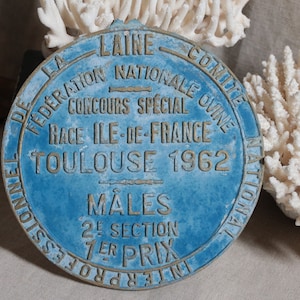 COMITÉ NATIONAL INTERPROFESSIONNEL DE LA LAINE
FÉDÉRATION NATIONALE OVINE
CONCOURS SPÉCIAL
RACE ILE-DE-FRANCE
TOULOUSE 1962
MÂLES
2E SECTION
1ER PRIX